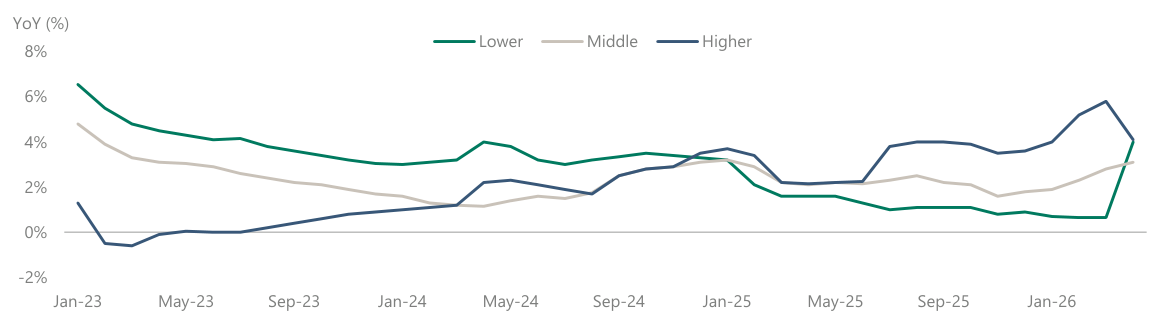 YoY (%)
Lower Middle Higher
8%
6%
4%
2%
0%
-2%
Jan-23 May-23 Sep-23 Jan-24 May-24 Sep-24 Jan-25 May-25 Sep-25 Jan-26